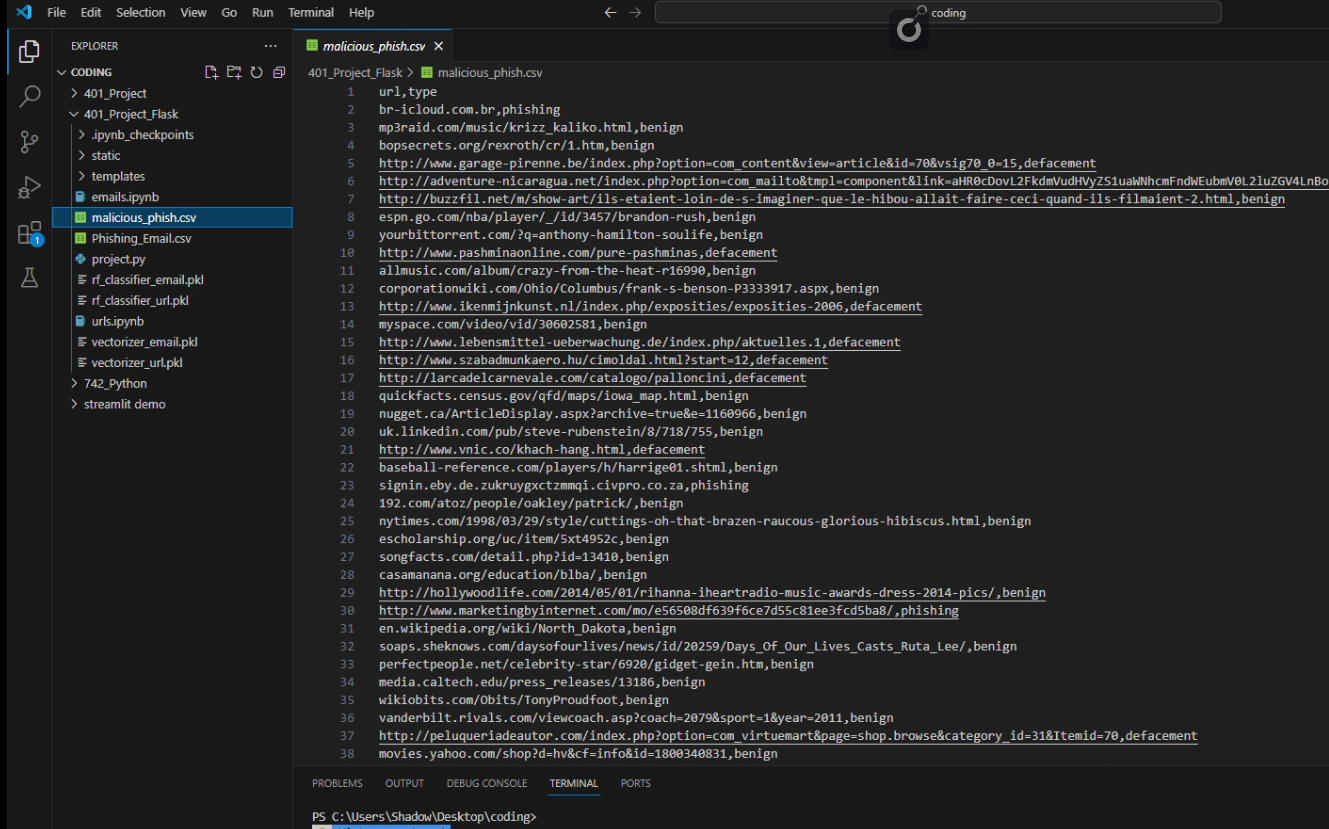 File Edit Selection View Go Run Terminal Help
coding
EXPLORER
malicious_phish.csv
CODING
401_Project_Flask > malicious_phish.csv
401_Project
401_Project_Flask
.ipynb_checkpoints
static
templates
emails.ipynb
malicious_phish.csv
Phishing_Email.csv
project.py
rf_classifier_email.pkl
rf_classifier_url.pkl
urls.ipynb
vectorizer_email.pkl
vectorizer_url.pkl
742_Python
streamlit demo
1
1 url,type
2 br-icloud.com.br,phishing
3 mp3raid.com/music/krizz_kaliko.html,benign
4 bopsecrets.org/rexroth/cr/1.htm,benign
5 http://www.garage-pirenne.be/index.php?option=com_content&view=article&id=70&vsig70_0=15,defacement
6 http://adventure-nicaragua.net/index.php?option=com_mailto&tmpl=component&link=aHR0cDovL2FkdmVudHVyZS1uaWNhcmFndWEubmV0L2luZGV4LnBo
7 http://buzzfil.net/m/show-art/ils-etaient-loin-de-s-imaginer-que-le-hibou-allait-faire-ceci-quand-ils-filmaient-2.html,benign
8 espn.go.com/nba/player/_/id/3457/brandon-rush,benign
9 yourbittorrent.com/?q=anthony-hamilton-soulife,benign
10 http://www.pashminaonline.com/pure-pashminas,defacement
11 allmusic.com/album/crazy-from-the-heat-r16990,benign
12 corporationwiki.com/Ohio/Columbus/frank-s-benson-P3333917.aspx,benign
13 http://www.ikenmijnkunst.nl/index.php/exposities/exposities-2006,defacement
14 myspace.com/video/vid/30602581,benign
15 http://www.lebensmittel-ueberwachung.de/index.php/aktuelles.1,defacement
16 http://www.szabadmunkaero.hu/cimoldal.html?start=12,defacement
17 http://larcadelcarnevale.com/catalogo/palloncini,defacement
18 quickfacts.census.gov/qfd/maps/iowa_map.html,benign
19 nugget.ca/ArticleDisplay.aspx?archive=true&e=1160966,benign
20 uk.linkedin.com/pub/steve-rubenstein/8/718/755,benign
21 http://www.vnic.co/khach-hang.html,defacement
22 baseball-reference.com/players/h/harrige01.shtml,benign
23 signin.eby.de.zukruygxctzmmqi.civpro.co.za,phishing
24 192.com/atoz/people/oakley/patrick/,benign
25 nytimes.com/1998/03/29/style/cuttings-oh-that-brazen-raucous-glorious-hibiscus.html,benign
26 escholarship.org/uc/item/5xt4952c,benign
27 songfacts.com/detail.php?id=13410,benign
28 casamanana.org/education/blba/,benign
29 http://hollywoodlife.com/2014/05/01/rihanna-iheartradio-music-awards-dress-2014-pics/,benign
30 http://www.marketingbyinternet.com/mo/e56508df639f6ce7d55c81ee3fcd5ba8/,phishing
31 en.wikipedia.org/wiki/North_Dakota,benign
32 soaps.sheknows.com/daysofourlives/news/id/20259/Days_Of_Our_Lives_Casts_Ruta_Lee/,benign
33 perfectpeople.net/celebrity-star/6920/gidget-gein.htm,benign
34 media.caltech.edu/press_releases/13186,benign
35 wikiobits.com/Obits/TonyProudfoot,benign
36 vanderbilt.rivals.com/viewcoach.asp?coach=2079&sport=1&year=2011,benign
37 http://peluqueriadeautor.com/index.php?option=com_virtuemart&page=shop.browse&category_id=31&Itemid=70,defacement
38 movies.yahoo.com/shop?d=hv&cf=info&id=1800340831,benign
PROBLEMS OUTPUT DEBUG CONSOLE TERMINAL PORTS
PS C:\Users\Shadow\Desktop\coding>